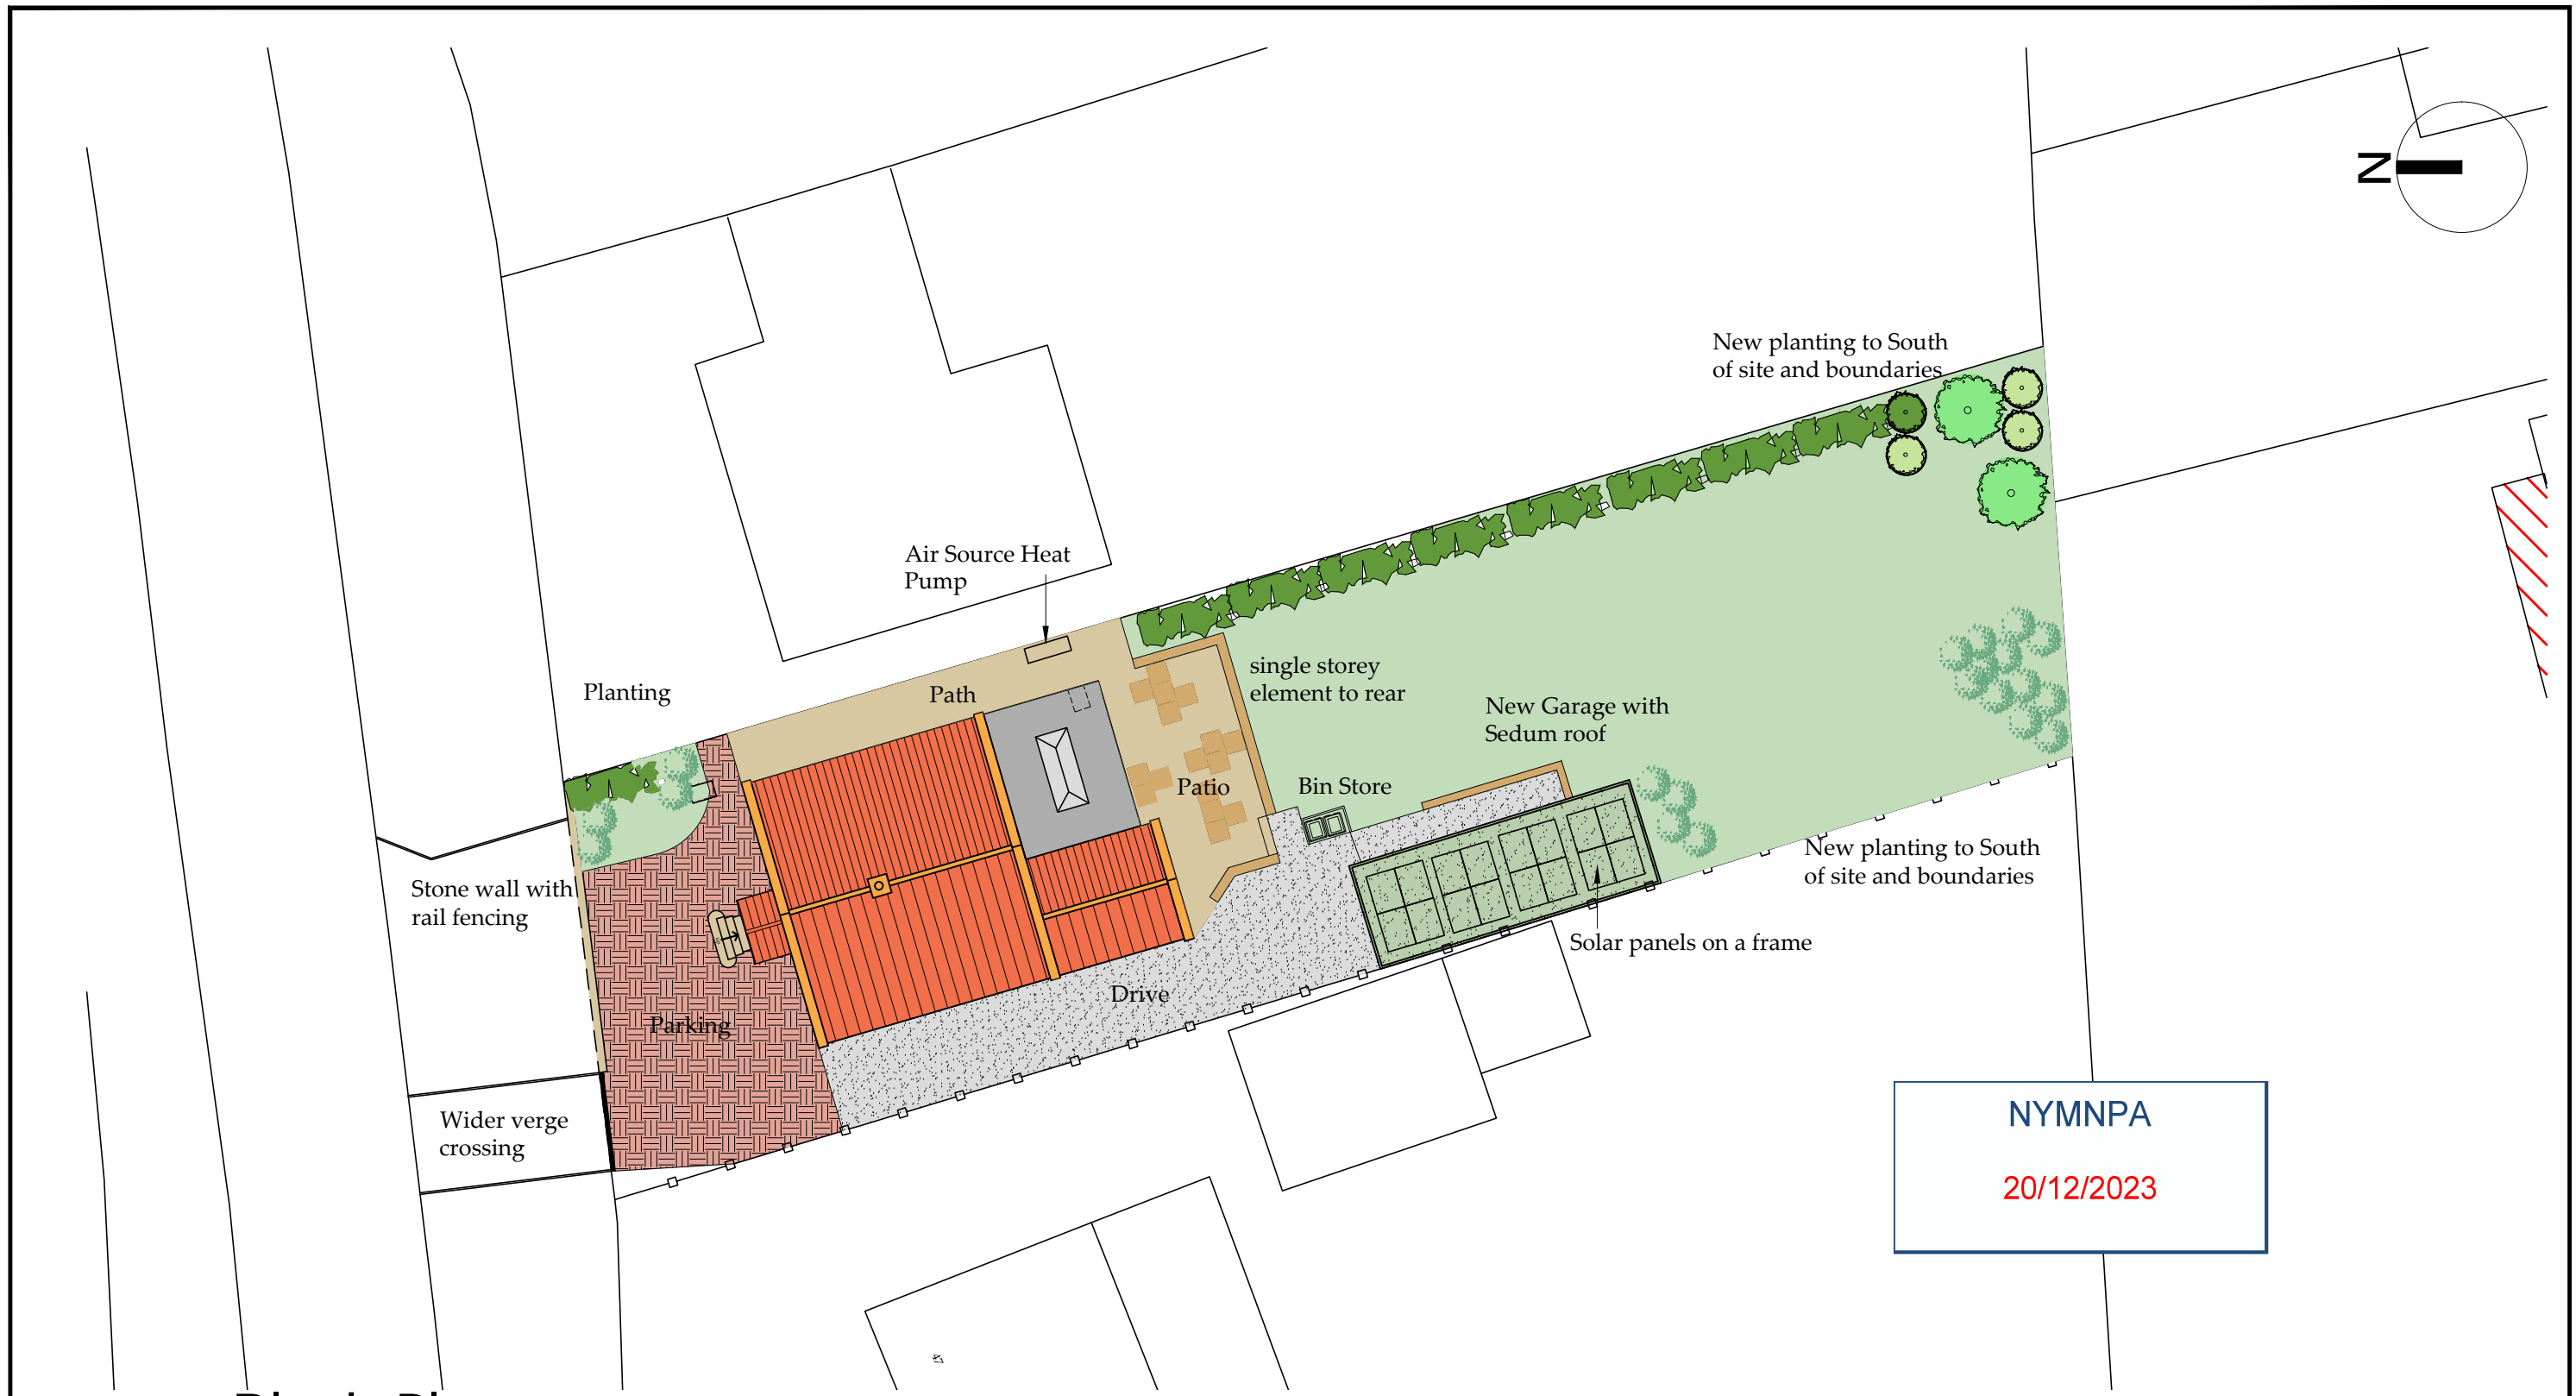 N
New planting to South
of site and boundaries
Air Source Heat
Pump
single storey
element to rear
Planting
Path
New Garage with
Sedum roof
Patio
Bin Store
New planting to South
of site and boundaries
Stone wall with
rail fencing
Solar panels on a frame
Drive
Parking
Wider verge
crossing
NYMNPA
20/12/2023
47